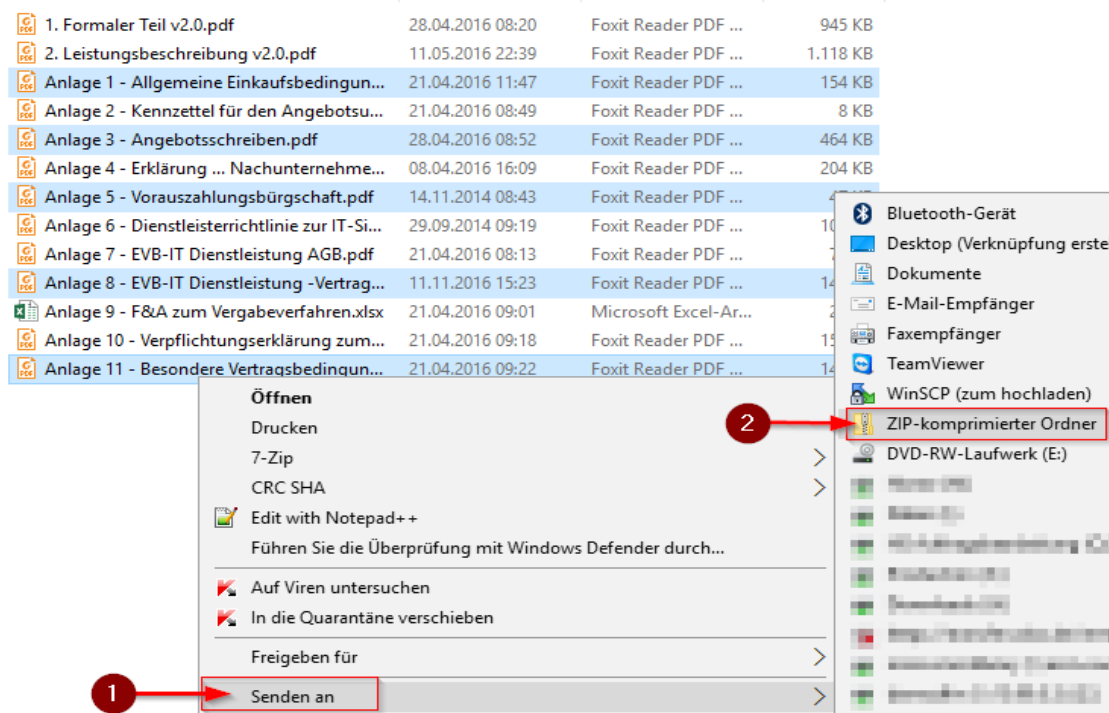 1. Formaler Teil v2.0.pdf 28.04.2016 08:20 Foxit Reader PDF ... 945 KB
2. Leistungsbeschreibung v2.0.pdf 11.05.2016 22:39 Foxit Reader PDF ... 1.118 KB
Anlage 1 - Allgemeine Einkaufsbedingun... 21.04.2016 11:47 Foxit Reader PDF ... 154 KB
Anlage 2 - Kennzettel für den Angebotsu... 21.04.2016 08:49 Foxit Reader PDF ... 8 KB
Anlage 3 - Angebotsschreiben.pdf 28.04.2016 08:52 Foxit Reader PDF ... 464 KB
Anlage 4 - Erklärung ... Nachunternehme... 08.04.2016 16:09 Foxit Reader PDF ... 204 KB
Anlage 5 - Vorauszahlungsbürgschaft.pdf 14.11.2014 08:43 Foxit Reader PDF ...
Anlage 6 - Dienstleisterrichtlinie zur IT-Si... 29.09.2014 09:19 Foxit Reader PDF ...
Anlage 7 - EVB-IT Dienstleistung AGB.pdf 21.04.2016 08:13 Foxit Reader PDF ...
Anlage 8 - EVB-IT Dienstleistung -Vertrag... 11.11.2016 15:23 Foxit Reader PDF ...
Anlage 9 - F&A zum Vergabeverfahren.xlsx 21.04.2016 09:01 Microsoft Excel-Ar...
Anlage 10 - Verpflichtungserklärung zum... 21.04.2016 09:18 Foxit Reader PDF ...
Anlage 11 - Besondere Vertragsbedingun... 21.04.2016 09:22 Foxit Reader PDF ...
Öffnen
Drucken
7-Zip
CRC SHA
Edit with Notepad++
Führen Sie die Überprüfung mit Windows Defender durch...
Auf Viren untersuchen
In die Quarantäne verschieben
Freigeben für
1 Senden an
Bluetooth-Gerät
Desktop (Verknüpfung erste
Dokumente
E-Mail-Empfänger
Faxempfänger
TeamViewer
WinSCP (zum hochladen)
2 ZIP-komprimierter Ordner
DVD-RW-Laufwerk (E:)